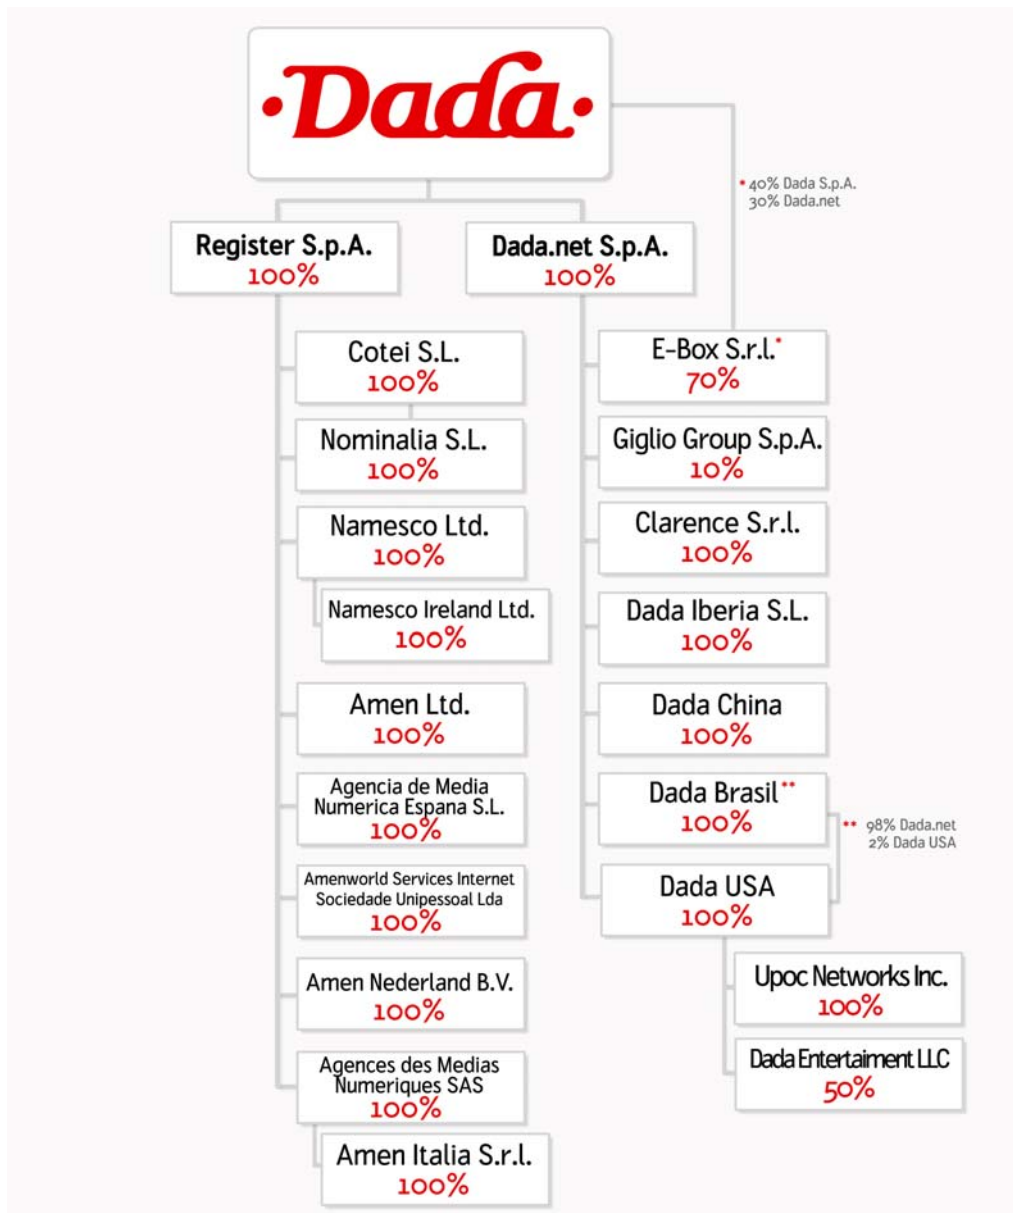 Dada
* 40% Dada S.p.A.
30% Dada.net
Register S.p.A.
100%
Dada.net S.p.A.
100%
Cotei S.L.
100%
Nominalia S.L.
100%
Namesco Ltd.
100%
Namesco Ireland Ltd.
100%
Amen Ltd.
100%
Agencia de Media
Numerica Espana S.L.
100%
Amenworld Services Internet
Sociedade Unipessoal Lda
100%
Amen Nederland B.V.
100%
Agences des Medias
Numeriques SAS
100%
Amen Italia S.r.l.
100%
E-Box S.r.l.*
70%
Giglio Group S.p.A.
10%
Clarence S.r.l.
100%
Dada Iberia S.L.
100%
Dada China
100%
Dada Brasil**
100%
** 98% Dada.net
2% Dada USA
Dada USA
100%
Upoc Networks Inc.
100%
Dada Entertaiment LLC
50%